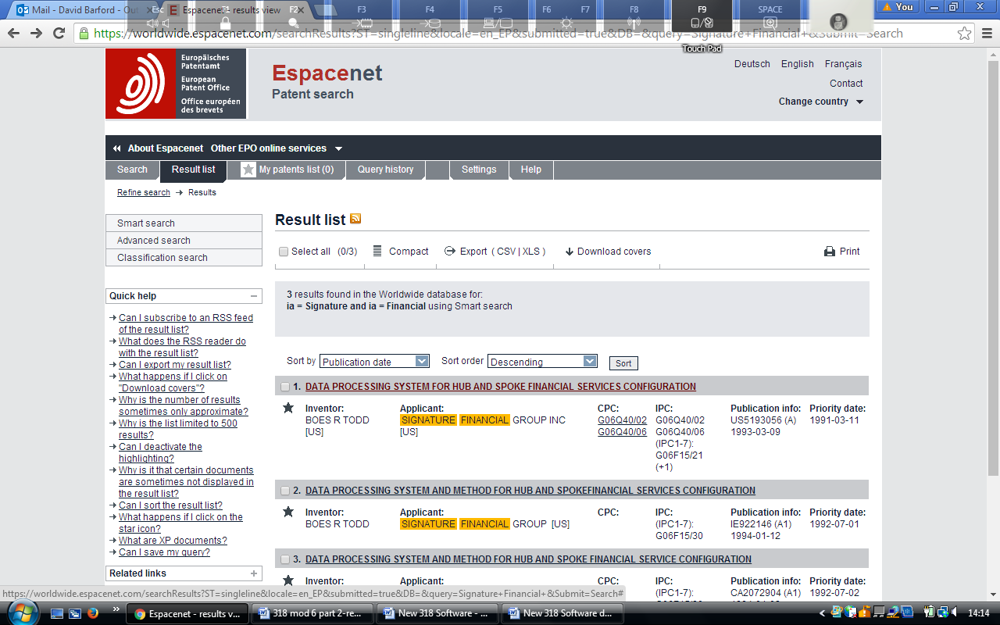 Mail - David Barford - Out
Esc
Espacenet - results view
F1
F2
F3
F4
F5
F6
F7
F8
F9
SPACE
You
https://worldwide.espacenet.com/searchResults?ST=singleline&locale=en_EP&submitted=true&DB=&query=Signature+Financial+&Submit=Search
Touch Pad
Europäisches
Patentamt
European
Patent Office
Office européen
des brevets
Espacenet
Patent search
Deutsch English Français
Contact
Change country
About Espacenet Other EPO online services
Search Result list My patents list (0) Query history Settings Help
Refine search → Results
Smart search
Advanced search
Classification search
Quick help
Can I subscribe to an RSS feed
of the result list?
What does the RSS reader do
with the result list?
Can I export my result list?
What happens if I click on
"Download covers"?
Why is the number of results
sometimes only approximate?
Why is the list limited to 500
results?
Can I deactivate the
highlighting?
Why is it that certain documents
are sometimes not displayed in
the result list?
Can I sort the result list?
What happens if I click on the
star icon?
What are XP documents?
Can I save my query?
Related links
Result list
Select all (0/3) Compact Export ( CSV | XLS ) Download covers Print
3 results found in the Worldwide database for:
ia = Signature and ia = Financial using Smart search
Sort by Publication date Sort order Descending Sort
1. DATA PROCESSING SYSTEM FOR HUB AND SPOKE FINANCIAL SERVICES CONFIGURATION
Inventor:
BOES R TODD
[US]
Applicant:
SIGNATURE FINANCIAL GROUP INC
[US]
CPC:
G06Q40/02
G06Q40/06
IPC:
G06Q40/02
G06Q40/06
(IPC1-7):
G06F15/21
(+1)
Publication info:
US5193056 (A)
1993-03-09
Priority date:
1991-03-11
2. DATA PROCESSING SYSTEM AND METHOD FOR HUB AND SPOKEFINANCIAL SERVICES CONFIGURATION
Inventor:
BOES R TODD
Applicant:
SIGNATURE FINANCIAL GROUP [US]
CPC:
IPC:
(IPC1-7):
G06F15/30
Publication info:
IE922146 (A1)
1994-01-12
Priority date:
1992-07-01
3. DATA PROCESSING SYSTEM AND METHOD FOR HUB AND SPOKE FINANCIAL SERVICE CONFIGURATION
Inventor:
Applicant:
CPC:
IPC:
(IPC1-7):
Publication info:
CA2072904 (A1)
Priority date:
1992-07-02
https://worldwide.espacenet.com/searchResults?ST=singleline&locale=en_EP&submitted=true&DB=&query=Signature+Financial+&Submit=Search#
Espacenet - results v...
318 mod 6 part 2-re...
New 318 Software - ...
New 318 Software d...
14:14